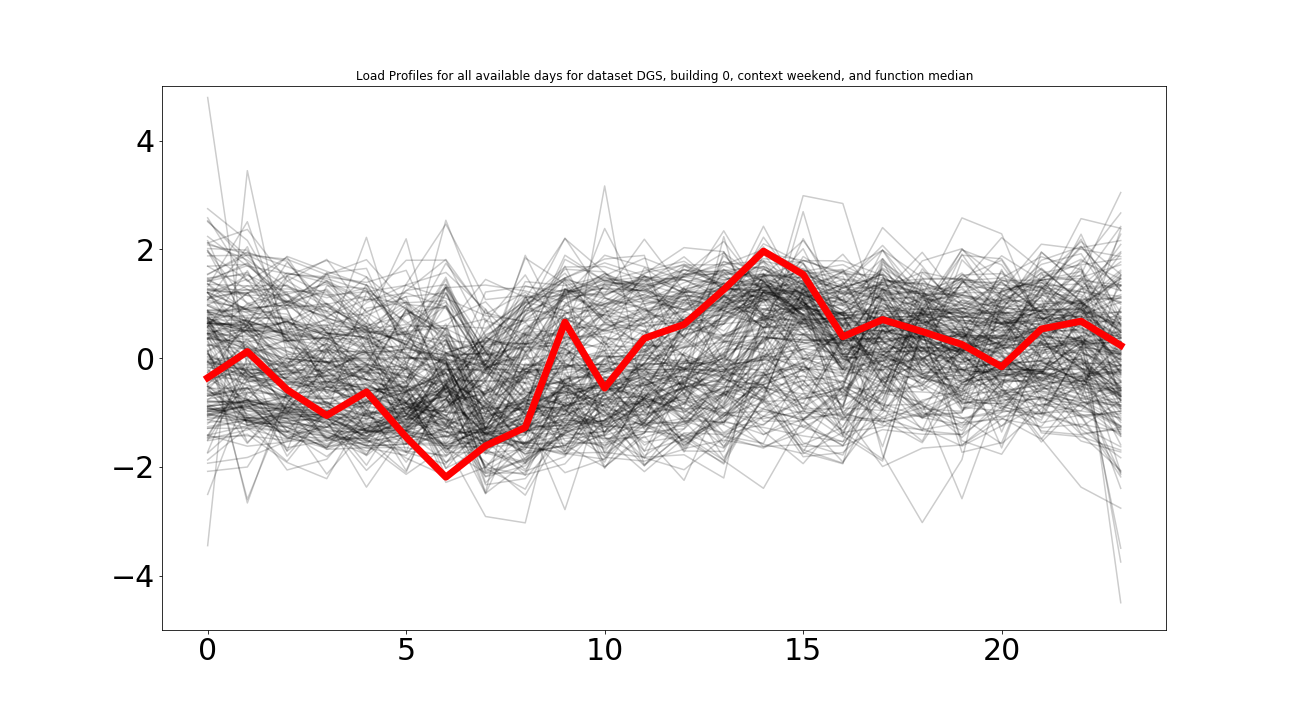 Load Profiles for all available days for dataset DGS, building 0, context weekend, and function median
4
2
0
−2
−4
0 5 10 15 20